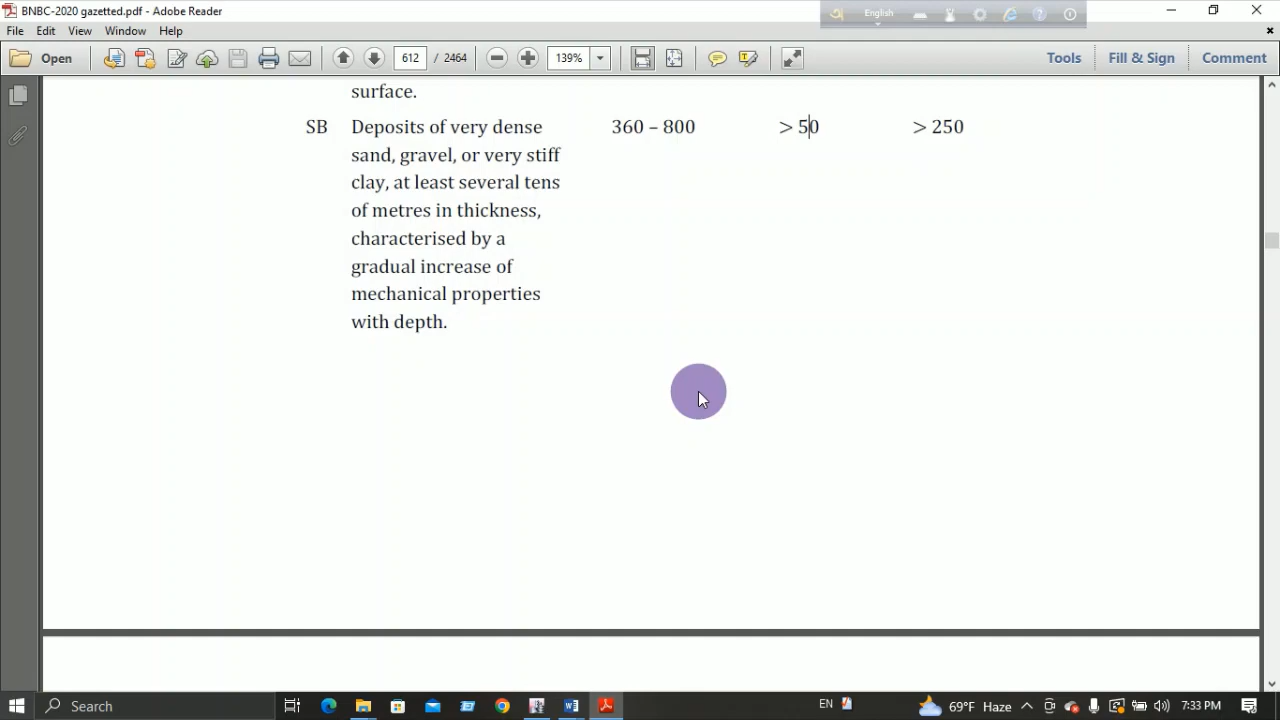 BNBC-2020 gazetted.pdf - Adobe Reader
English
File Edit View Window Help
Open 612 / 2464 139% Tools Fill & Sign Comment
surface.
SB Deposits of very dense 360 – 800 > 50 > 250
sand, gravel, or very stiff
clay, at least several tens
of metres in thickness,
characterised by a
gradual increase of
mechanical properties
with depth.
Search EN 69°F Haze 7:33 PM